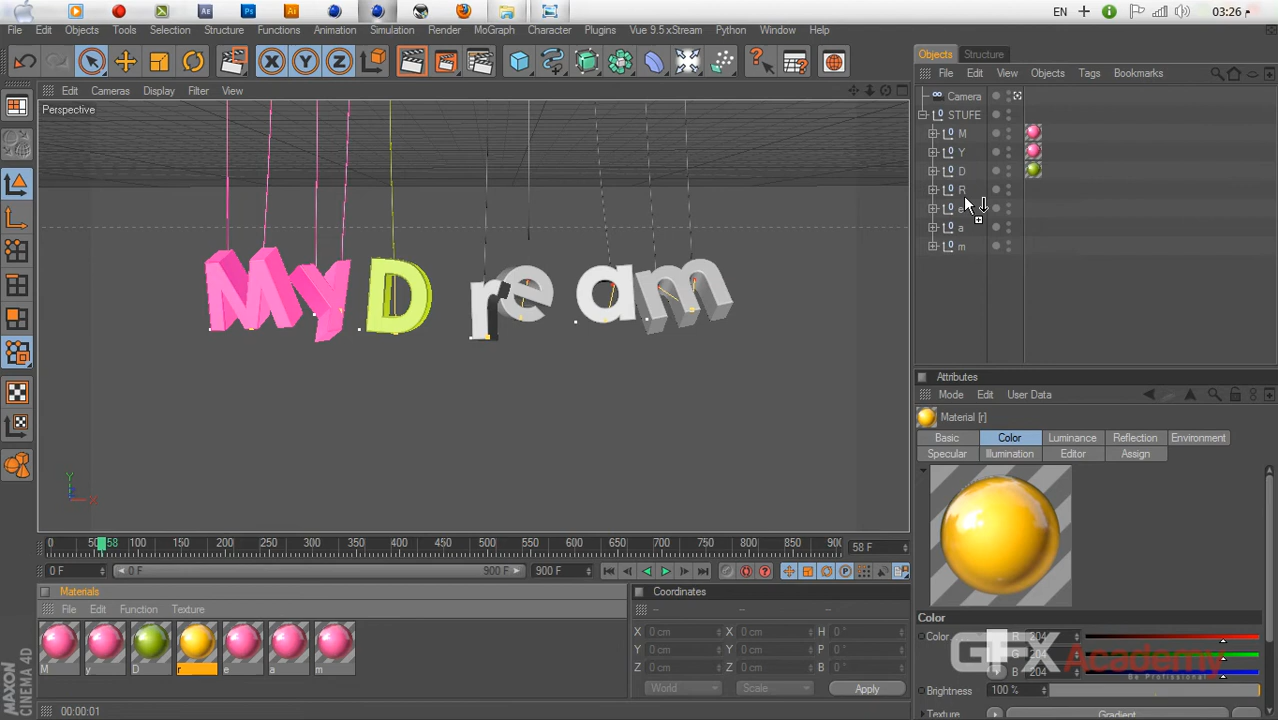 EN 03:26
File Edit Objects Tools Selection Structure Functions Animation Simulation Render MoGraph Character Plugins Vue 9.5 xStream Python Window Help
Objects Structure
File Edit View Objects Tags Bookmarks
Edit Cameras Display Filter View
Perspective
Camera
STUFE
M
Y
D
R
a
m
My D r e a m
Attributes
Mode Edit User Data
Material [r]
Basic Color Luminance Reflection Environment
Specular Illumination Editor Assign
Color
Color R 204
G 204
B 204
Brightness 100 %
Texture Gradient
GFX Academy
Be Professional
Y
X
0 50 58 100 150 200 250 300 350 400 450 500 550 600 650 700 750 800 850 90 58 F
0 F 0 F 900 F 900 F
Materials
File Edit Function Texture
M y D r e a m
Coordinates
-- -- --
X 0 cm X 0 cm H 0 °
Y 0 cm Y 0 cm P 0 °
Z 0 cm Z 0 cm B 0 °
World Scale Apply
MAXON
CINEMA 4D
00:00:01